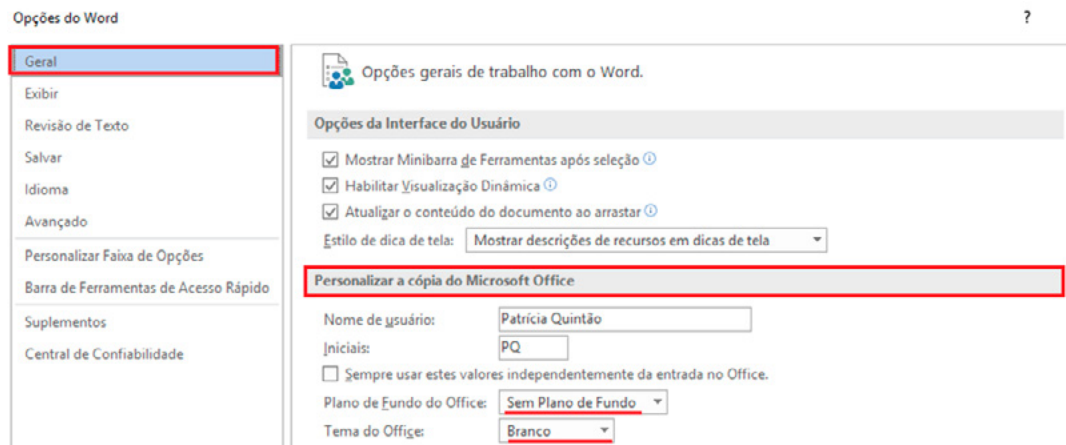 Opções do Word
?
Geral
Exibir
Revisão de Texto
Salvar
Idioma
Avançado
Personalizar Faixa de Opções
Barra de Ferramentas de Acesso Rápido
Suplementos
Central de Confiabilidade
Opções gerais de trabalho com o Word.
Opções da Interface do Usuário
Mostrar Minibarra de Ferramentas após seleção
Habilitar Visualização Dinâmica
Atualizar o conteúdo do documento ao arrastar
Estilo de dica de tela: Mostrar descrições de recursos em dicas de tela
Personalizar a cópia do Microsoft Office
Nome de usuário: Patrícia Quintão
Iniciais: PQ
Sempre usar estes valores independentemente da entrada no Office.
Plano de Fundo do Office: Sem Plano de Fundo
Tema do Office: Branco